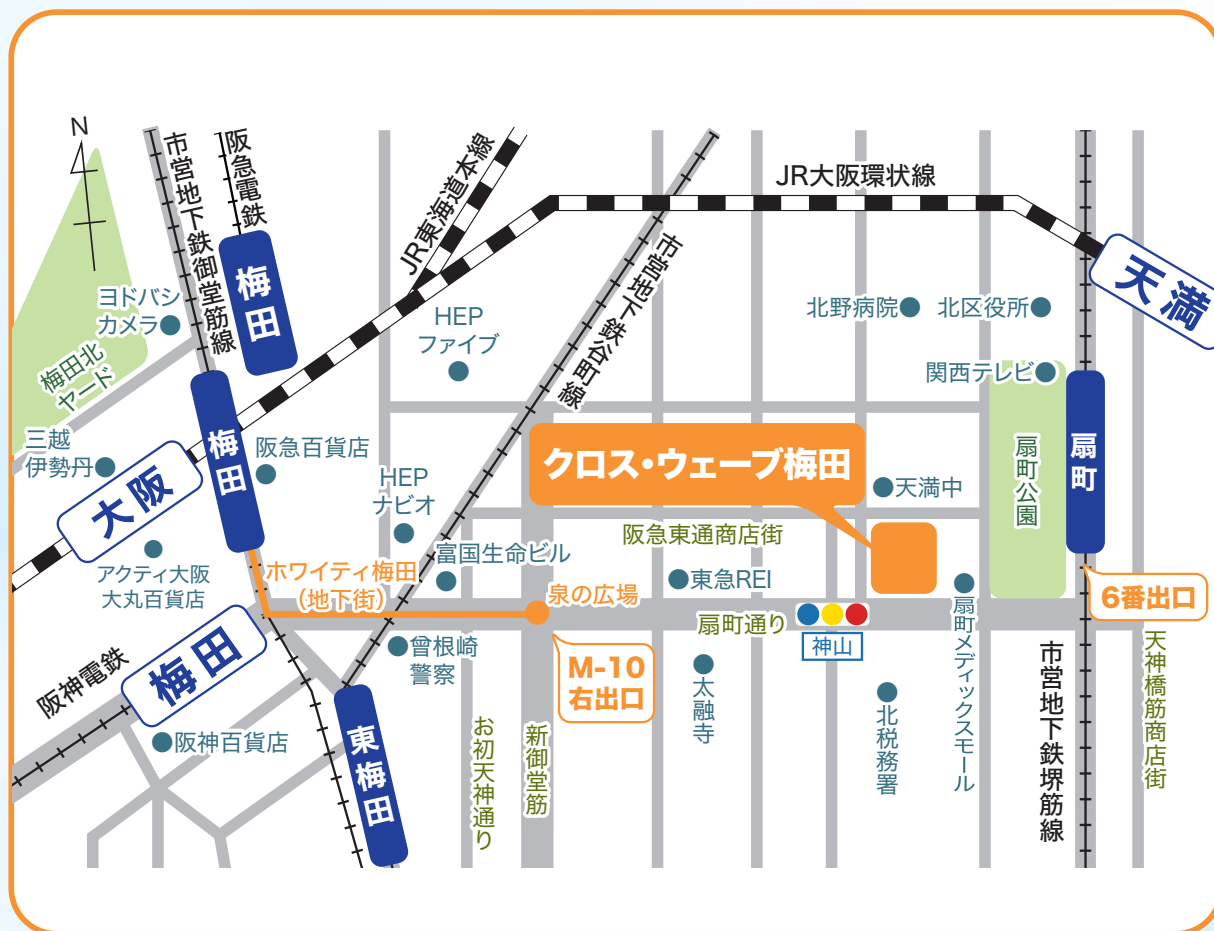 N
市営地下鉄御堂筋線
阪急電鉄
梅田
JR東海道本線
JR大阪環状線
天満
市営地下鉄谷町線
ヨドバシ
カメラ
梅田北
ヤード
HEP
ファイブ
北野病院
北区役所
関西テレビ
扇町
扇町公園
三越
伊勢丹
大阪
梅田
阪急百貨店
HEP
ナビオ
クロス・ウェーブ梅田
天満中
阪急東通商店街
富国生命ビル
アクティ大阪
大丸百貨店
ホワイティ梅田
(地下街)
泉の広場
東急REI
扇町通り
神山
扇町メディックスモール
6番出口
曾根崎
警察
M-10
右出口
太融寺
北税務署
市営地下鉄堺筋線
天神橋筋商店街
阪神電鉄
梅田
阪神百貨店
東梅田
お初天神通り
新御堂筋